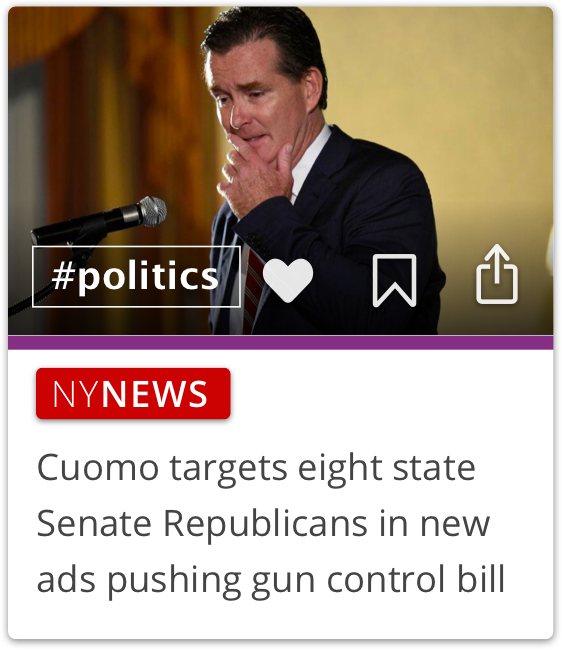 #politics
NYNEWS
Cuomo targets eight state
Senate Republicans in new
ads pushing gun control bill